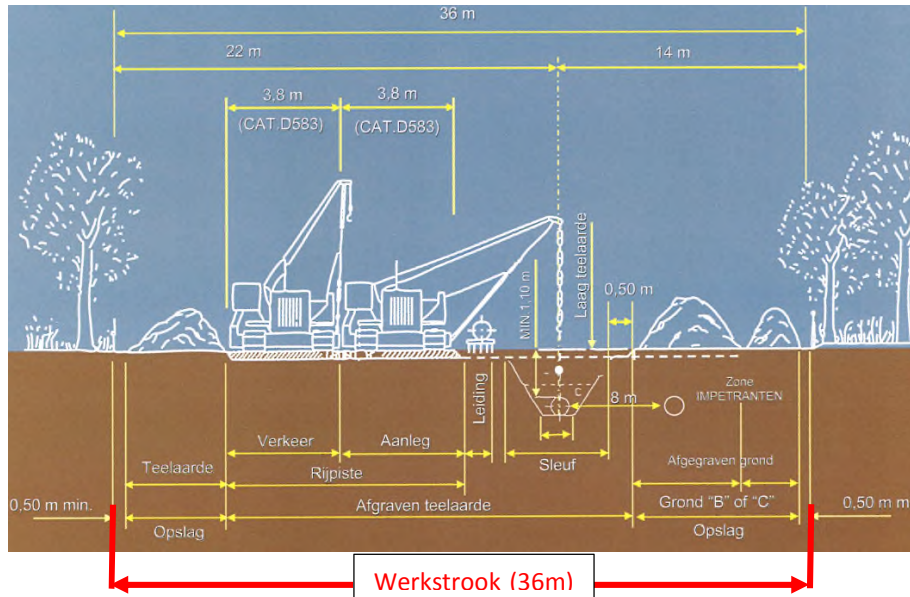 36 m
22 m
14 m
3,8 m
3,8 m
(CAT.D583)
(CAT.D583)
MIN 1,10 m
Laag teelaarde
0,50 m
Leiding
C
8 m
Zone
IMPETRANTEN
Verkeer
Aanleg
Sleuf
Afgegraven grond
Teelaarde
Rijpiste
0,50 m min.
Afgraven teelaarde
Grond "B" of "C"
0,50 m m
Opslag
Opslag
Werkstrook (36m)